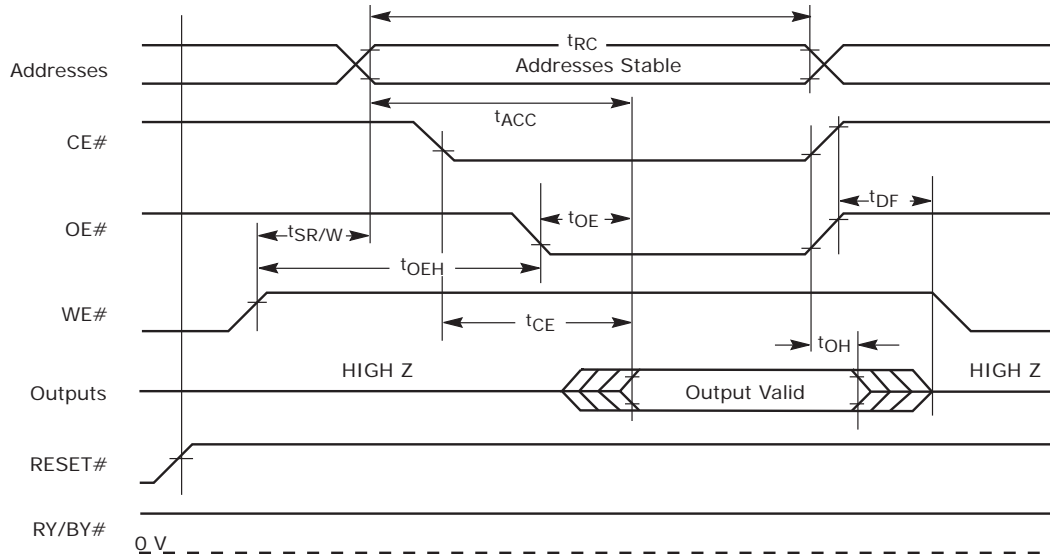 tRC
Addresses
Addresses Stable
tACC
CE#
tDF
OE#
tOE
tSR/W
tOEH
WE#
tCE
tOH
HIGH Z
HIGH Z
Outputs
Output Valid
RESET#
RY/BY#
0 V